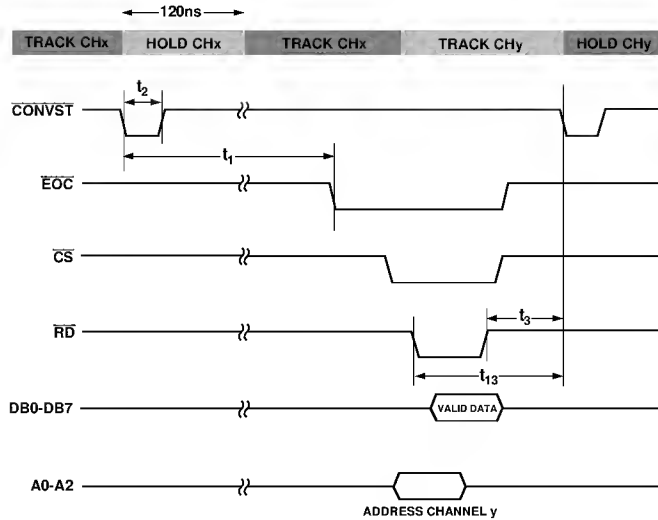 120ns
TRACK CHx HOLD CHx TRACK CHx TRACK CHy HOLD CHy
t2
CONVST
t1
EOC
CS
RD
t3
t13
DB0-DB7
VALID DATA
A0-A2
ADDRESS CHANNEL y